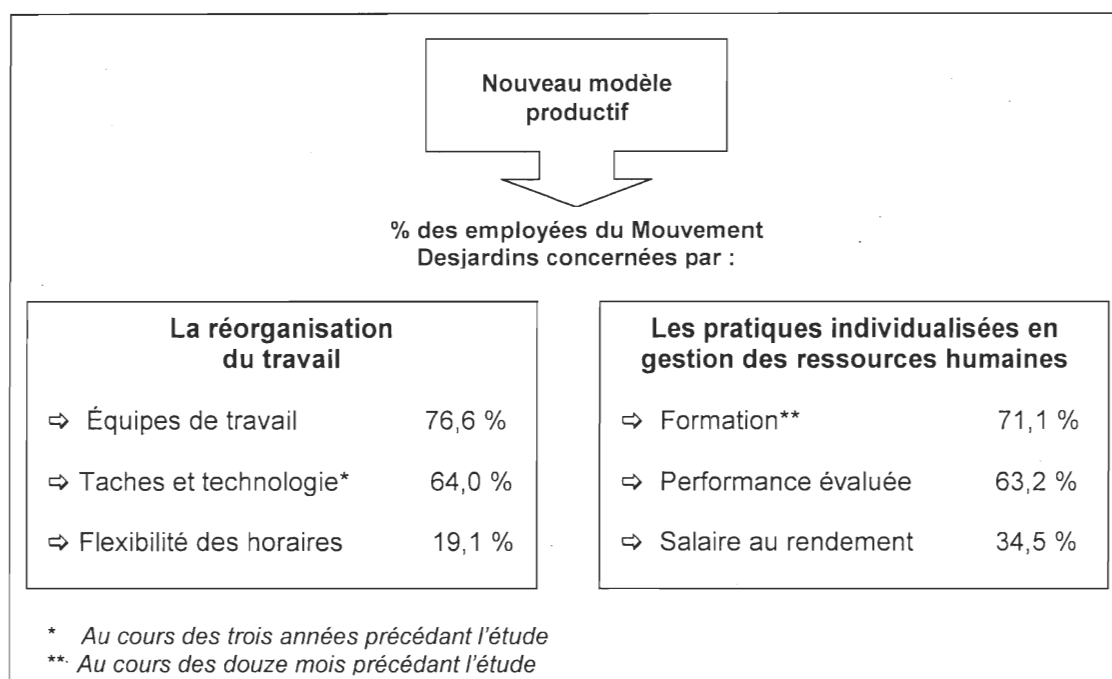 Nouveau modèle
productif
% des employées du Mouvement
Desjardins concernées par :
La réorganisation
du travail
⇨ Équipes de travail 76,6 %
⇨ Taches et technologie* 64,0 %
⇨ Flexibilité des horaires 19,1 %
Les pratiques individualisées en
gestion des ressources humaines
⇨ Formation** 71,1 %
⇨ Performance évaluée 63,2 %
⇨ Salaire au rendement 34,5 %
* Au cours des trois années précédant l'étude
** Au cours des douze mois précédant l'étude